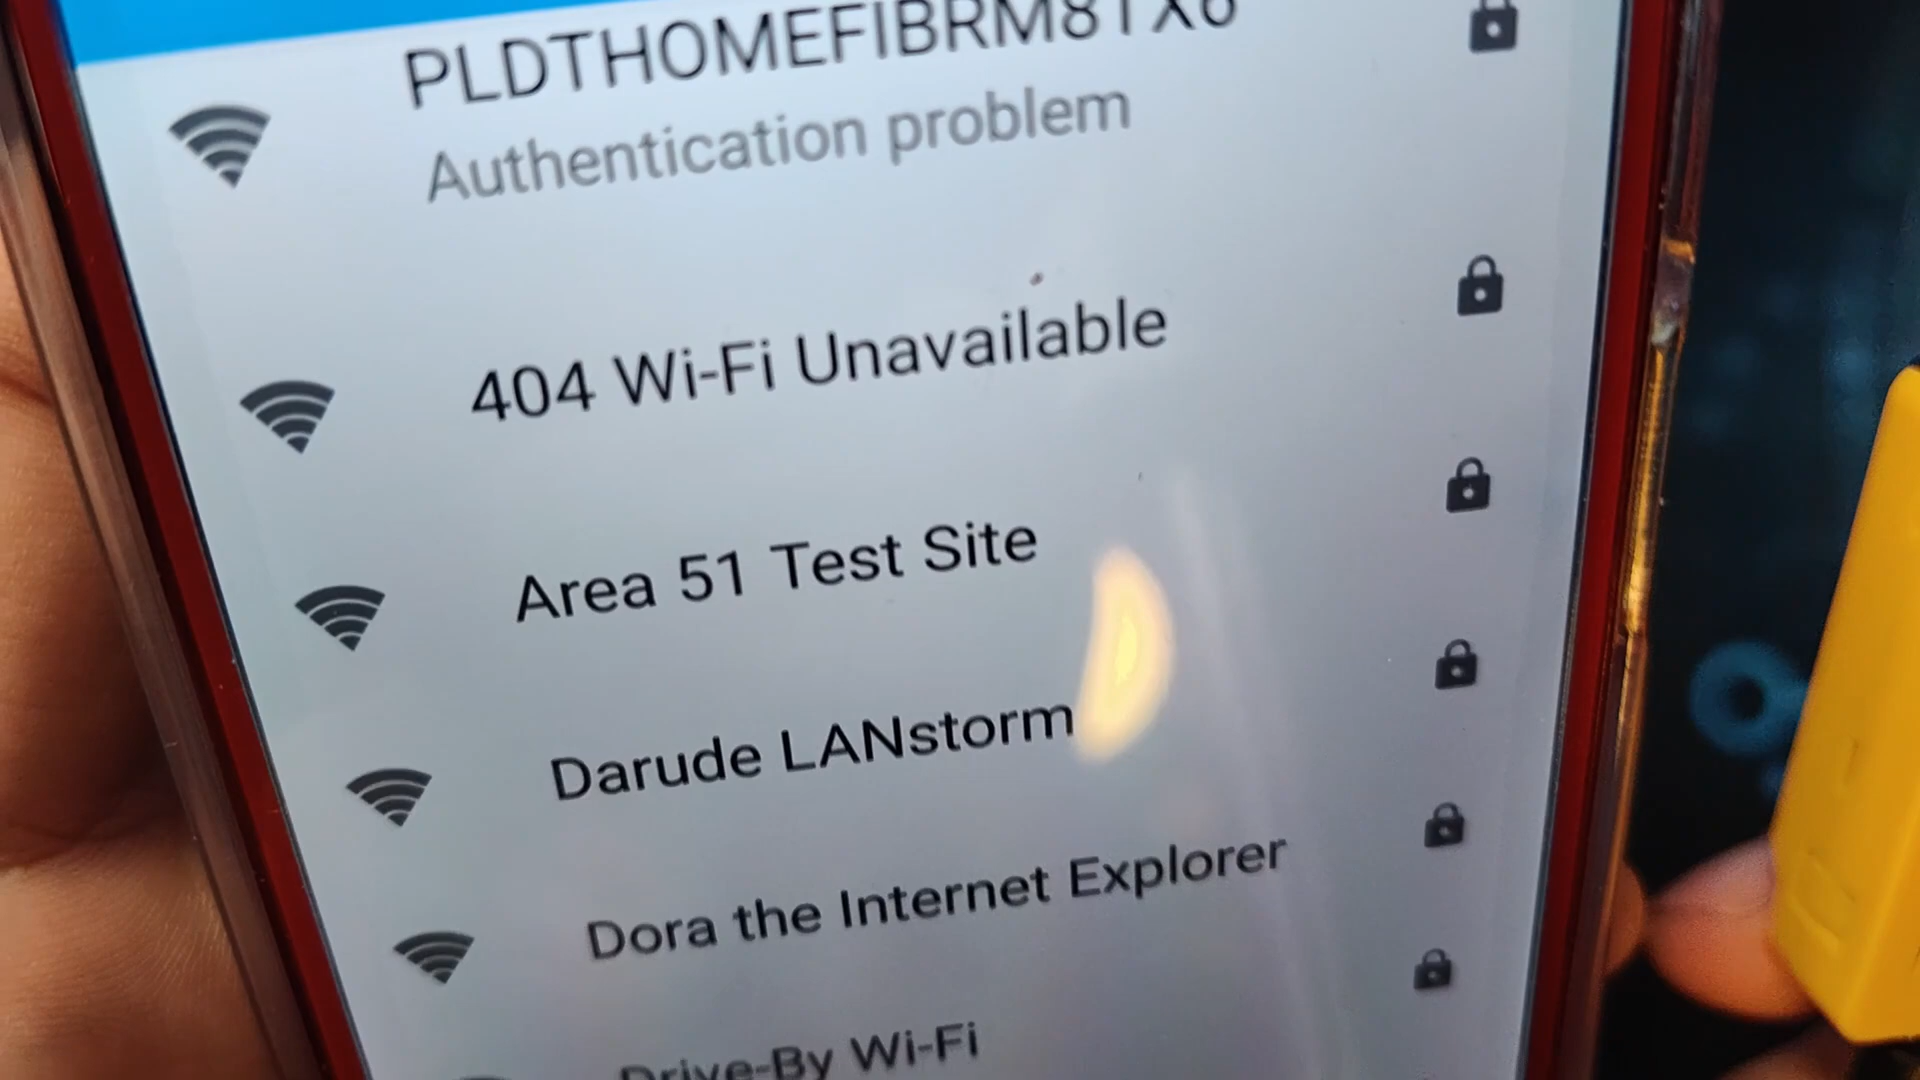 Authentication problem
404 Wi-Fi Unavailable
Area 51 Test Site
Darude LANstorm
Dora the Internet Explorer
Drive-By Wi-Fi